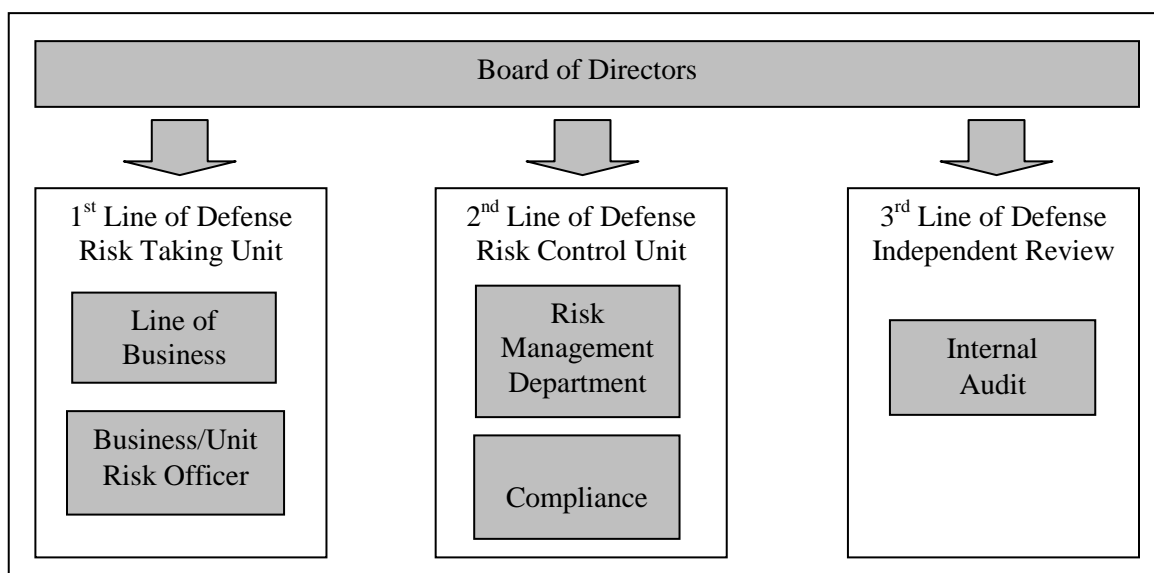 Board of Directors
1st Line of Defense
Risk Taking Unit
Line of
Business
Business/Unit
Risk Officer
2nd Line of Defense
Risk Control Unit
Risk
Management
Department
Compliance
3rd Line of Defense
Independent Review
Internal
Audit